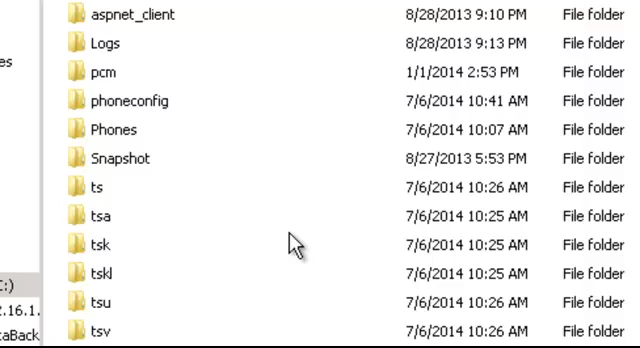 aspnet_client 8/28/2013 9:10 PM File folder
Logs 8/28/2013 9:13 PM File folder
es
pcm 1/1/2014 2:53 PM File folder
phoneconfig 7/6/2014 10:41 AM File folder
Phones 7/6/2014 10:07 AM File folder
Snapshot 8/27/2013 5:53 PM File folder
ts 7/6/2014 10:26 AM File folder
tsa 7/6/2014 10:25 AM File folder
tsk 7/6/2014 10:25 AM File folder
tskl 7/6/2014 10:25 AM File folder
C:)
tsu 7/6/2014 10:26 AM File folder
2.16.1.
tsv 7/6/2014 10:26 AM File folder
taBack